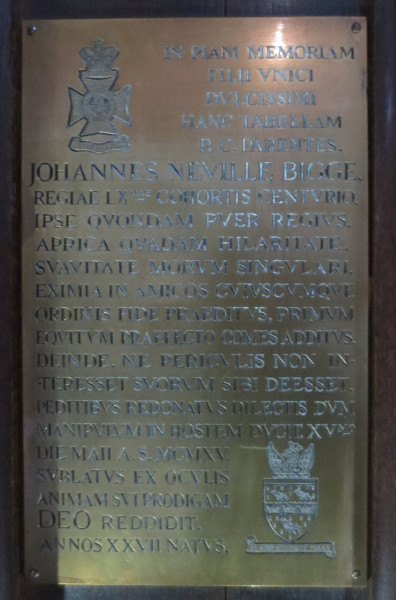 IN PIAM MEMORIAM
FILII VNICI
DVLCISSIMI
HANC TABELLAM
P. C. PARENTES.
JOHANNES NEVILLE BIGGE,
REGIAE LX^mae COHORTIS CENTVRIO,
IPSE QVONDAM PVER REGIVS,
APRICA QVADAM HILARITATE,
SVAVITATE MORVM SINGVLARI,
EXIMIA IN AMICOS CVIVSCVMQVE
ORDINIS FIDE PRAEDITVS, PRIMVM
EQVITVM PRAEFECTO COMES ADDITVS,
DEINDE, NE PERICVLIS NON IN-
TERESSET SVORVM SIBI DEESSET,
PEDITIBVS REDONATVS DILECTIS DVM
MANIPVLVM IN HOSTEM DVCIT XV^mo
DIE MAII A.S. MCMXV.
SVBLATVS EX OCVLIS
ANIMAM SVI PRODIGAM
DEO REDDIDIT.
ANNOS XXVII NATVS.